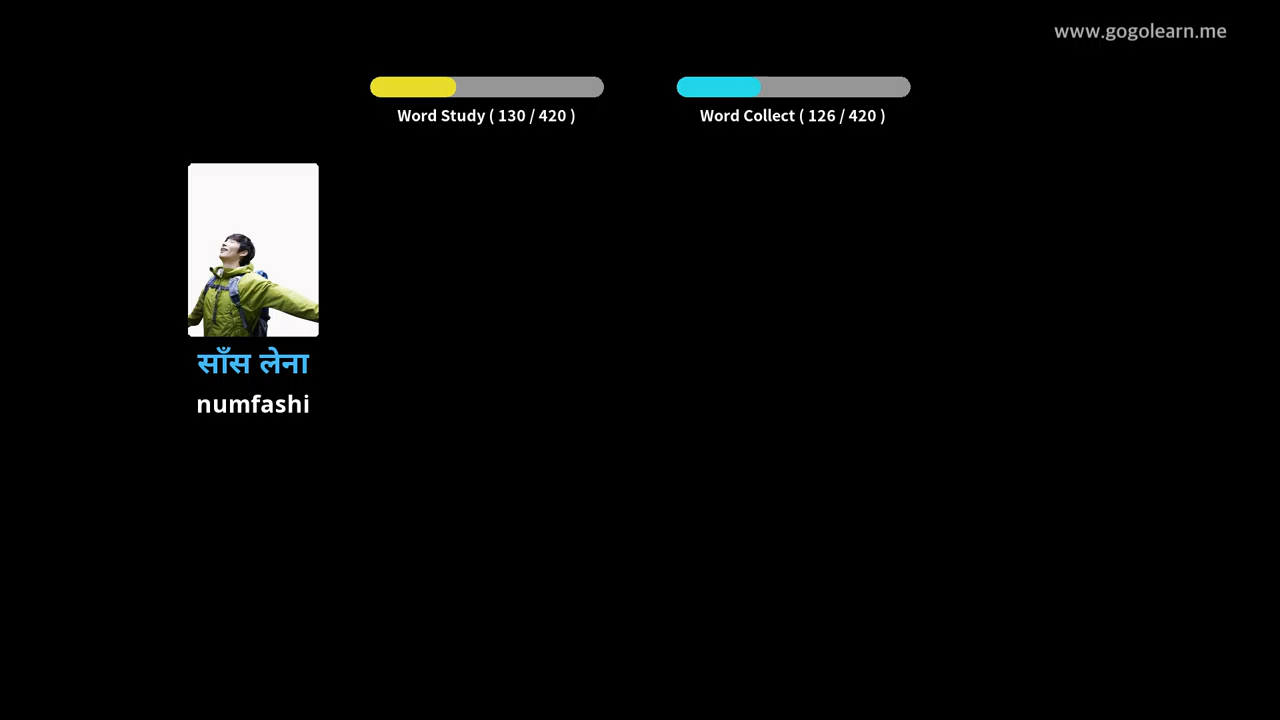 www.gogolearn.me
Word Study ( 130 / 420 )
Word Collect ( 126 / 420 )
साँस लेना
numfashi